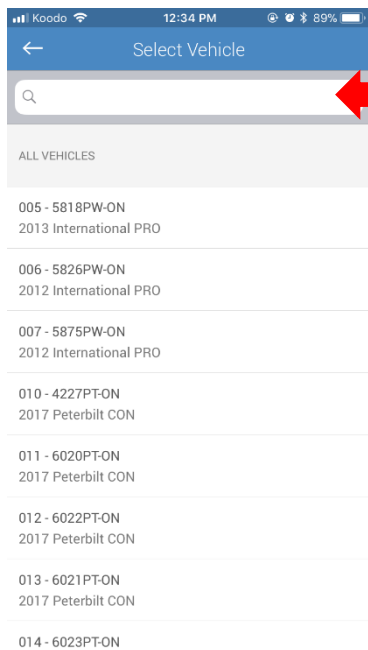 Koodo 12:34 PM 89%
Select Vehicle
ALL VEHICLES
005 - 5818PW-ON
2013 International PRO
006 - 5826PW-ON
2012 International PRO
007 - 5875PW-ON
2012 International PRO
010 - 4227PT-ON
2017 Peterbilt CON
011 - 6020PT-ON
2017 Peterbilt CON
012 - 6022PT-ON
2017 Peterbilt CON
013 - 6021PT-ON
2017 Peterbilt CON
014 - 6023PT-ON